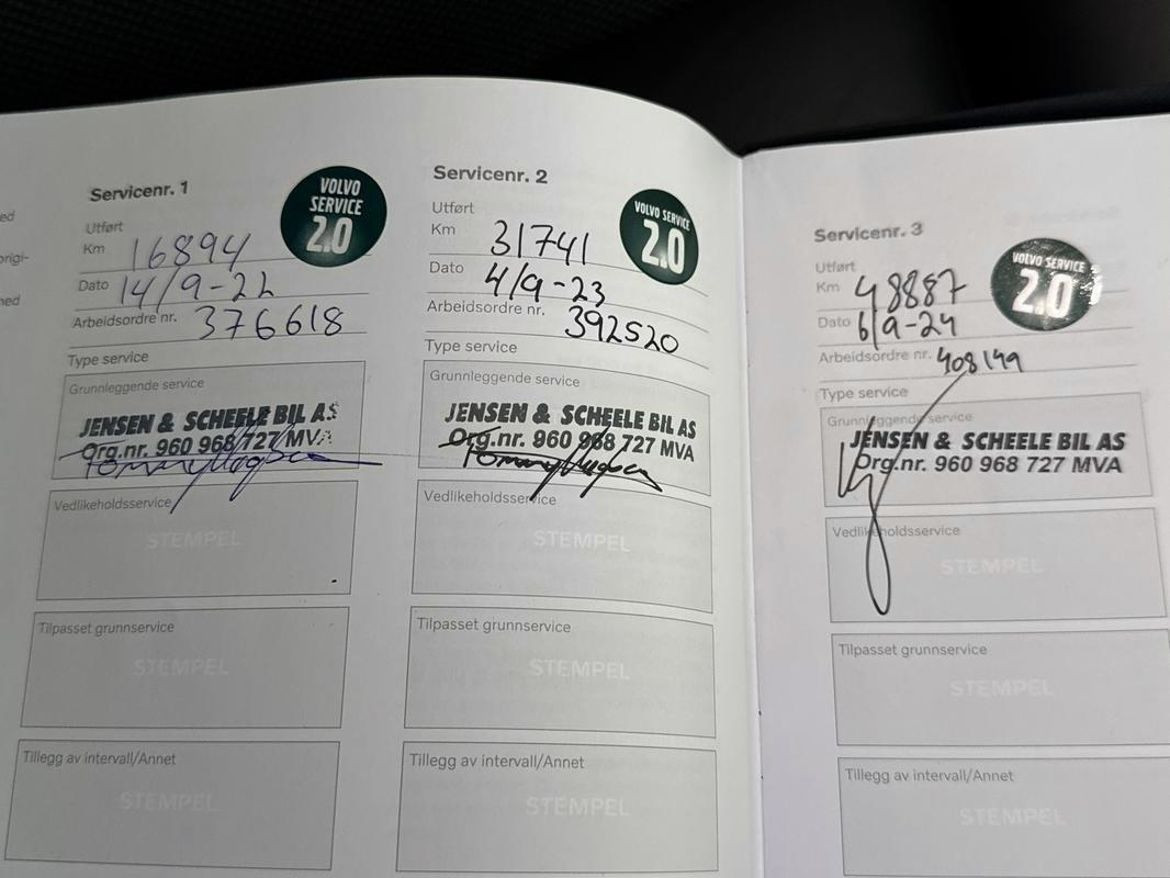 Servicenr. 1
VOLVO
SERVICE
2.0
Utført
Km 16894
Dato 14/9-22
Arbeidsordre nr. 376618
Type service
Grunnleggende service
JENSEN & SCHEELE BIL AS
Org.nr. 960 968 727 MVA
Vedlikeholdsservice
STEMPEL
Tilpasset grunnservice
STEMPEL
Tillegg av intervall/Annet
STEMPEL
Servicenr. 2
VOLVO SERVICE
2.0
Utført
Km 31741
Dato 4/9-23
Arbeidsordre nr. 392520
Type service
Grunnleggende service
JENSEN & SCHEELE BIL AS
Org.nr. 960 968 727 MVA
Vedlikeholdsservice
STEMPEL
Tilpasset grunnservice
STEMPEL
Tillegg av intervall/Annet
STEMPEL
Servicenr. 3
VOLVO SERVICE
2.0
Utført
Km 48887
Dato 6/9-24
Arbeidsordre nr. 408149
Type service
Grunnleggende service
JENSEN & SCHEELE BIL AS
Org.nr. 960 968 727 MVA
Vedlikeholdsservice
STEMPEL
Tilpasset grunnservice
STEMPEL
Tillegg av intervall/Annet
STEMPEL